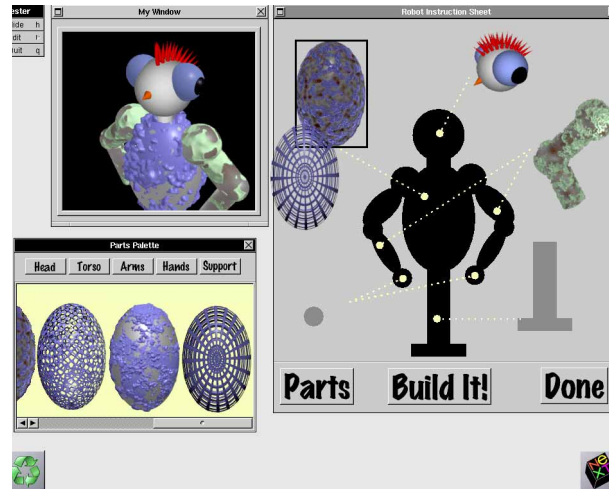 ester
ide h
dit r
uit q
My Window
Robot Instruction Sheet
Parts Palette
Head Torso Arms Hands Support
Parts Build It! Done
NeXT